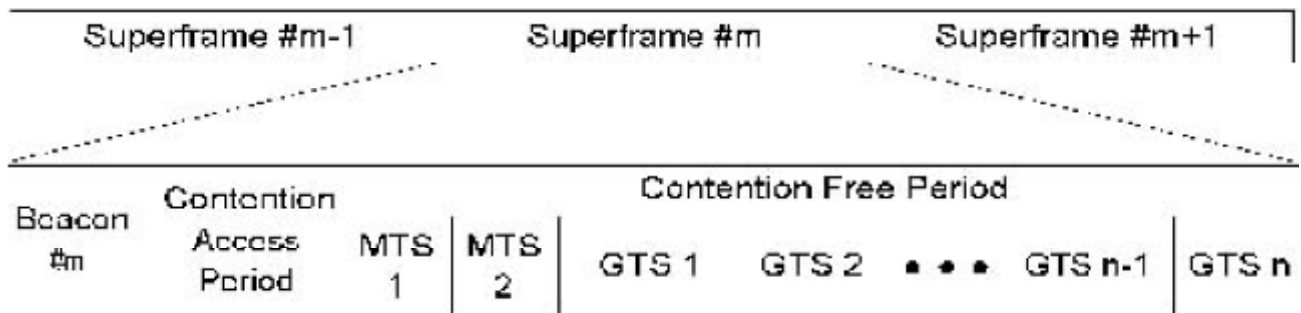 Superframe #m-1 Superframe #m Superframe #m+1
Contention Free Period
Beacon
#m
Contention
Access
Period
MTS
1
MTS
2
GTS 1 GTS 2 • • • GTS n-1 GTS n